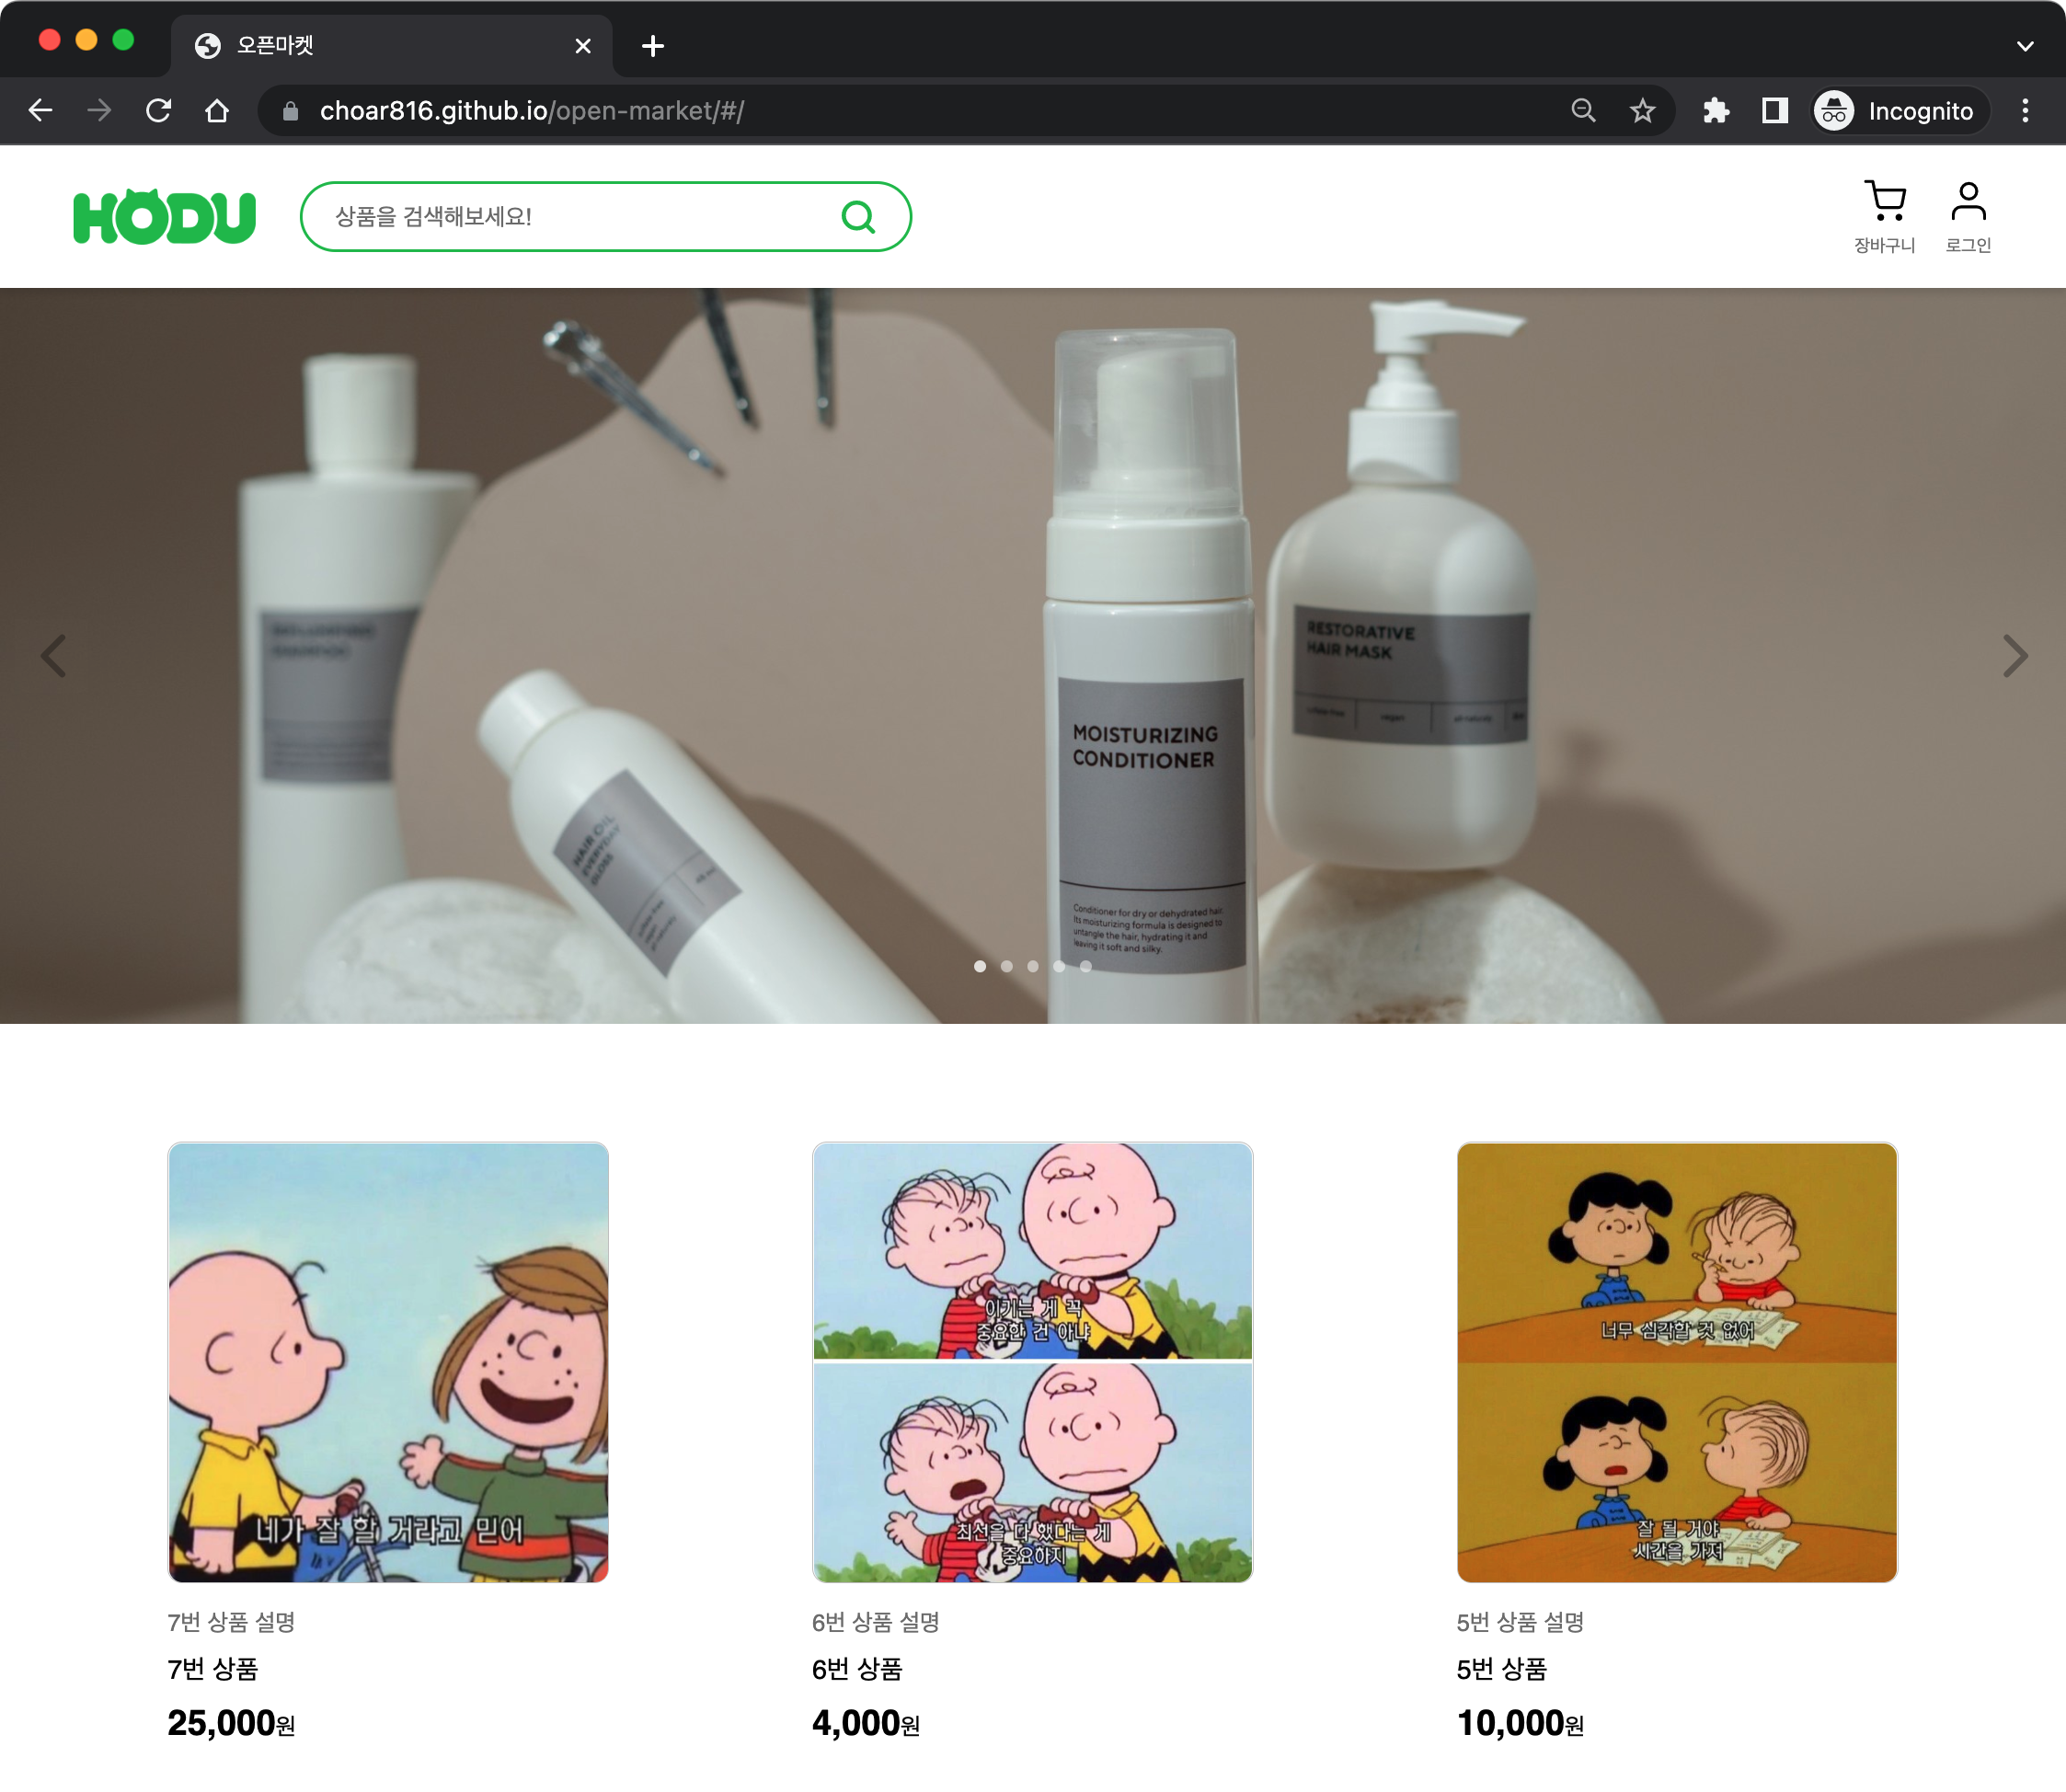 오픈마켓
choar816.github.io/open-market/#/
Incognito
HODU
상품을 검색해보세요!
장바구니
로그인
RESTORATIVE
HAIR MASK
vegan
MOISTURIZING
CONDITIONER
HAIR OIL
EVERYDAY
GLOSS
Conditioner for dry or dehydrated hair.
Its moisturizing formula is designed to
untangle the hair, hydrating it and
leaving it soft and silky.
네가 잘 할 거라고 믿어
이기는 게 꼭
중요한 건 아냐
최선을 다 했다는 게
중요하지
너무 심각할 것 없어
잘 될 거야
시간을 가져
7번 상품 설명
7번 상품
25,000원
6번 상품 설명
6번 상품
4,000원
5번 상품 설명
5번 상품
10,000원